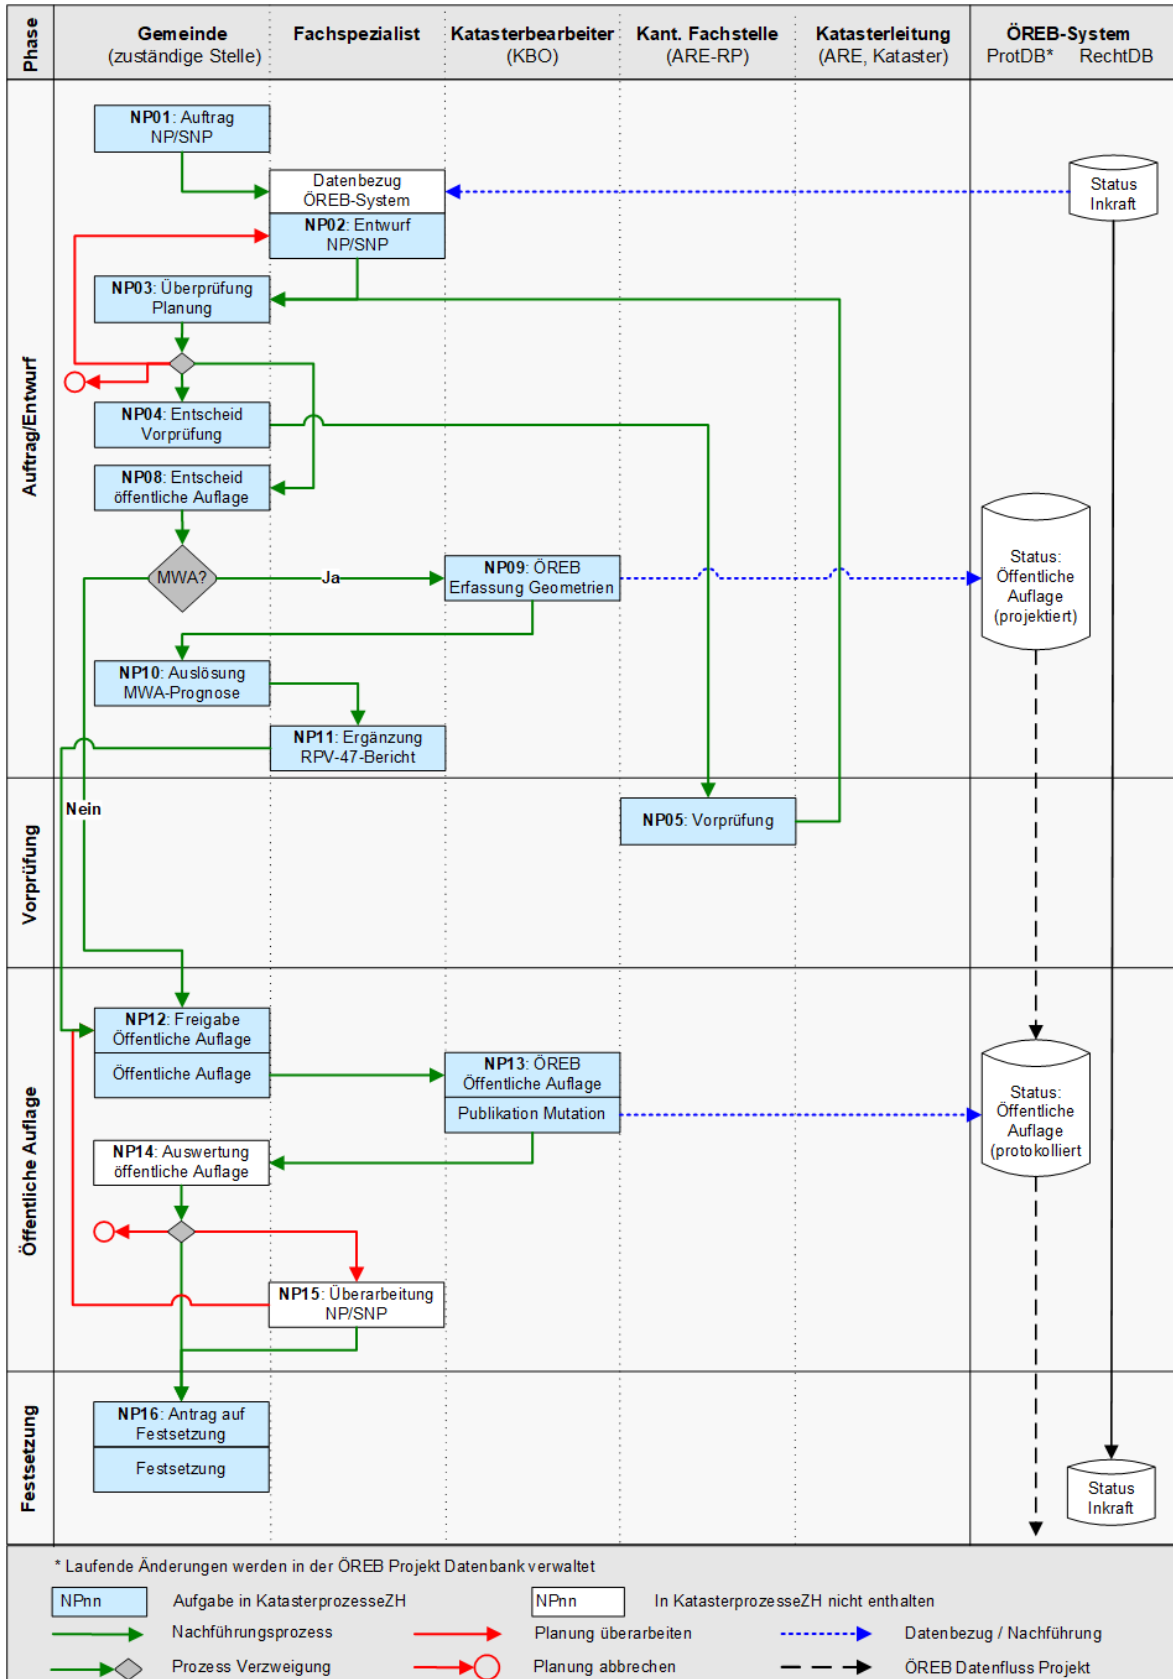 Phase
Gemeinde
(zuständige Stelle)
Fachspezialist
Katasterbearbeiter
(KBO)
Kant. Fachstelle
(ARE-RP)
Katasterleitung
(ARE, Kataster)
ÖREB-System
ProtDB* RechtDB
Auftrag/Entwurf
NP01: Auftrag
NP/SNP
Datenbezug
ÖREB-System
Status
Inkraft
NP02: Entwurf
NP/SNP
NP03: Überprüfung
Planung
NP04: Entscheid
Vorprüfung
NP08: Entscheid
öffentliche Auflage
MWA?
Ja
NP09: ÖREB
Erfassung Geometrien
Status:
Öffentliche
Auflage
(projektiert)
NP10: Auslösung
MWA-Prognose
NP11: Ergänzung
RPV-47-Bericht
Nein
Vorprüfung
NP05: Vorprüfung
Öffentliche Auflage
NP12: Freigabe
Öffentliche Auflage
Öffentliche Auflage
NP13: ÖREB
Öffentliche Auflage
Publikation Mutation
Status:
Öffentliche
Auflage
(protokolliert
NP14: Auswertung
öffentliche Auflage
NP15: Überarbeitung
NP/SNP
Festsetzung
NP16: Antrag auf
Festsetzung
Festsetzung
Status
Inkraft
* Laufende Änderungen werden in der ÖREB Projekt Datenbank verwaltet
NPnn Aufgabe in KatasterprozesseZH NPnn In KatasterprozesseZH nicht enthalten
Nachführungsprozess Planung überarbeiten Datenbezug / Nachführung
Prozess Verzweigung Planung abbrechen ÖREB Datenfluss Projekt